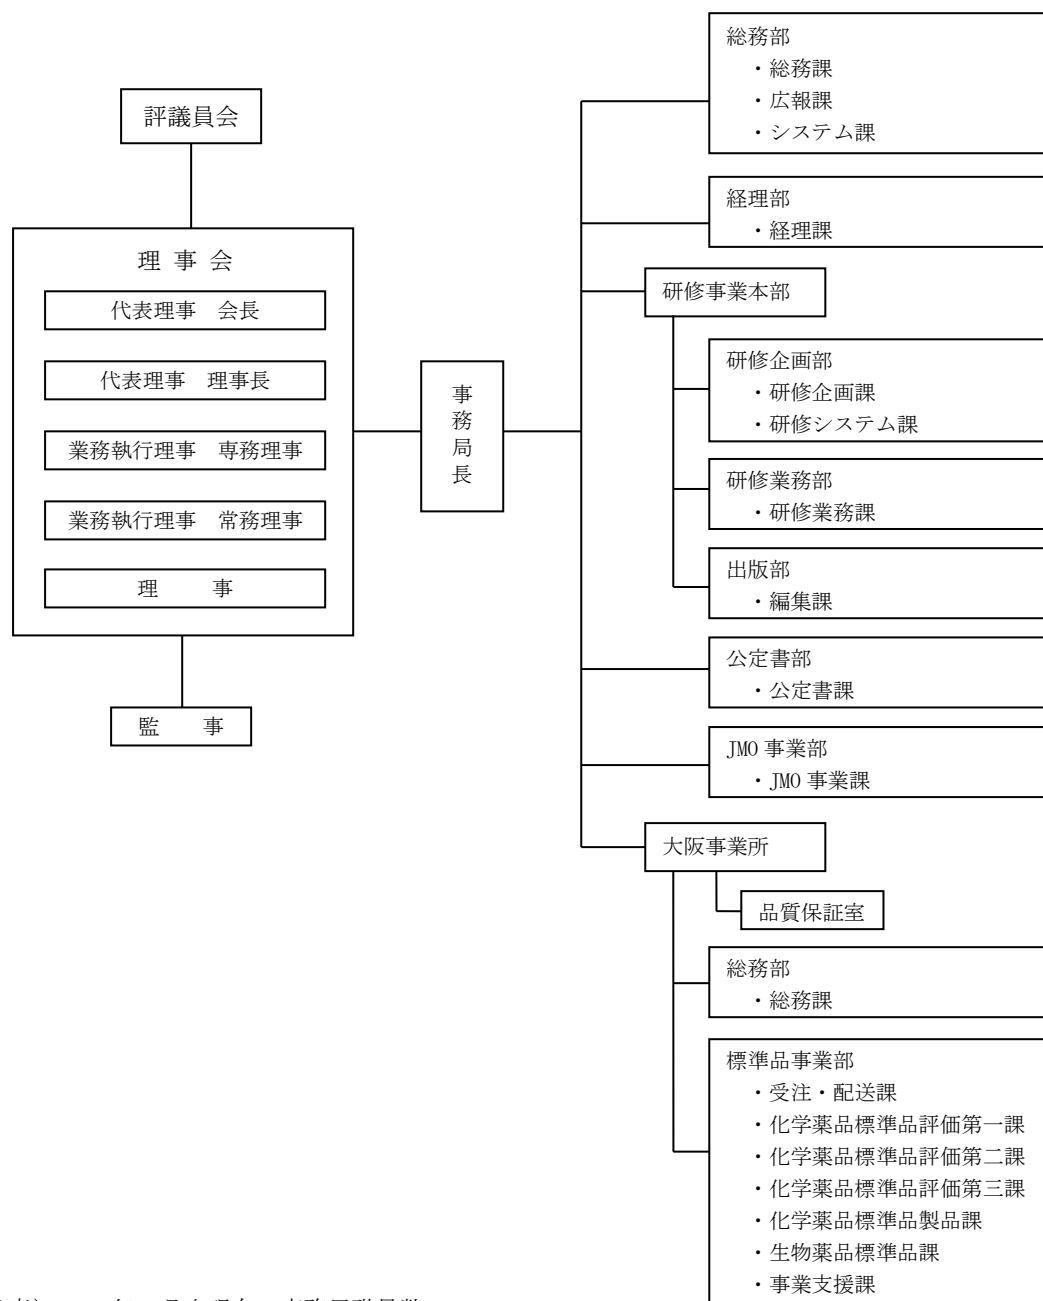 評議員会
理 事 会
代表理事 会長
代表理事 理事長
業務執行理事 専務理事
業務執行理事 常務理事
理 事
監 事
事務局長
総務部
・総務課
・広報課
・システム課
経理部
・経理課
研修事業本部
研修企画部
・研修企画課
・研修システム課
研修業務部
・研修業務課
出版部
・編集課
公定書部
・公定書課
JMO 事業部
・JMO 事業課
大阪事業所
品質保証室
総務部
・総務課
標準品事業部
・受注・配送課
・化学薬品標準品評価第一課
・化学薬品標準品評価第二課
・化学薬品標準品評価第三課
・化学薬品標準品製品課
・生物薬品標準品課
・事業支援課